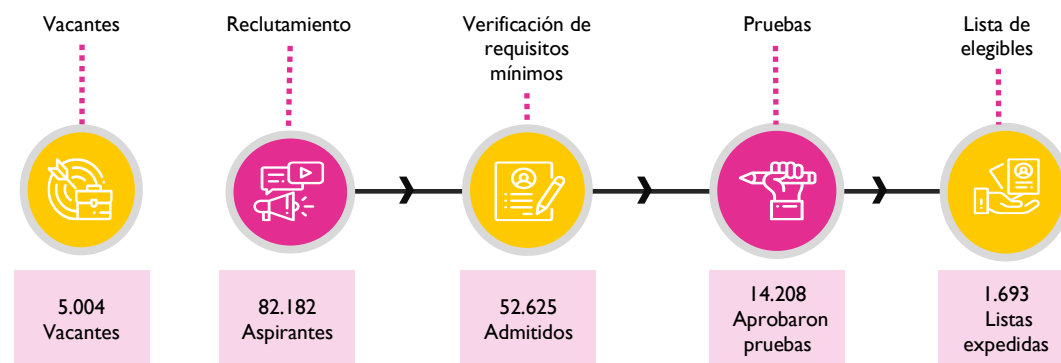 Vacantes
Reclutamiento
Verificación de
requisitos
mínimos
Pruebas
Lista de
elegibles
5.004
Vacantes
82.182
Aspirantes
52.625
Admitidos
14.208
Aprobaron
pruebas
1.693
Listas
expedidas